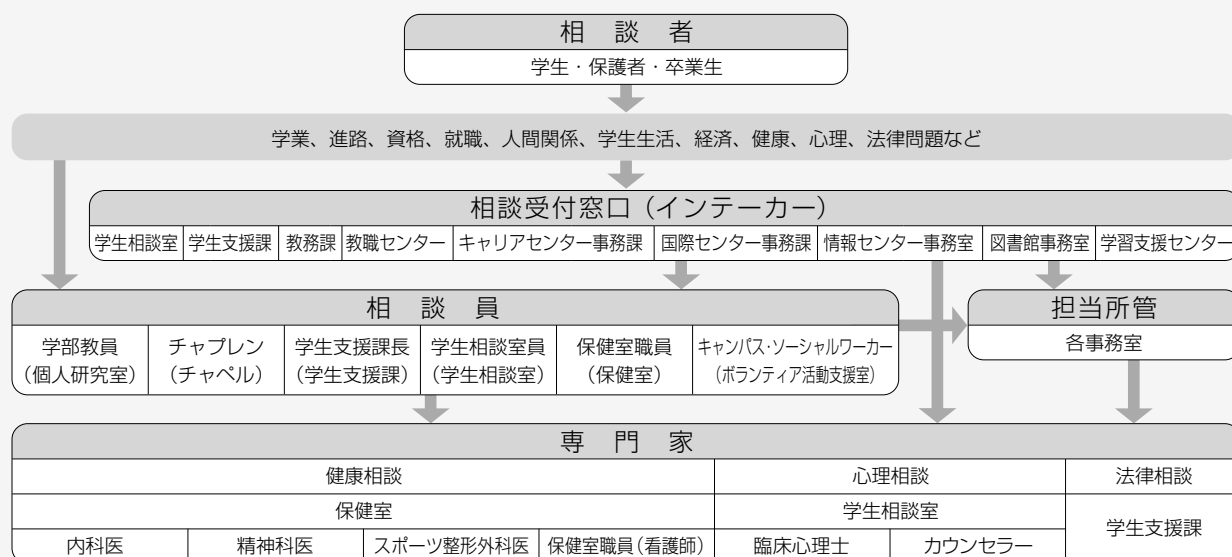 相談者
学生・保護者・卒業生
学業、進路、資格、就職、人間関係、学生生活、経済、健康、心理、法律問題など
相談受付窓口（インテーカー）
学生相談室 学生支援課 教務課 教職センター キャリアセンター事務課 国際センター事務課 情報センター事務室 図書館事務室 学習支援センター
相談員
学部教員
（個人研究室）
チャプレン
（チャペル）
学生支援課長
（学生支援課）
学生相談室員
（学生相談室）
保健室職員
（保健室）
キャンパス・ソーシャルワーカー
（ボランティア活動支援室）
担当所管
各事務室
専門家
健康相談 心理相談 法律相談
保健室 学生相談室 学生支援課
内科医 精神科医 スポーツ整形外科医 保健室職員（看護師） 臨床心理士 カウンセラー